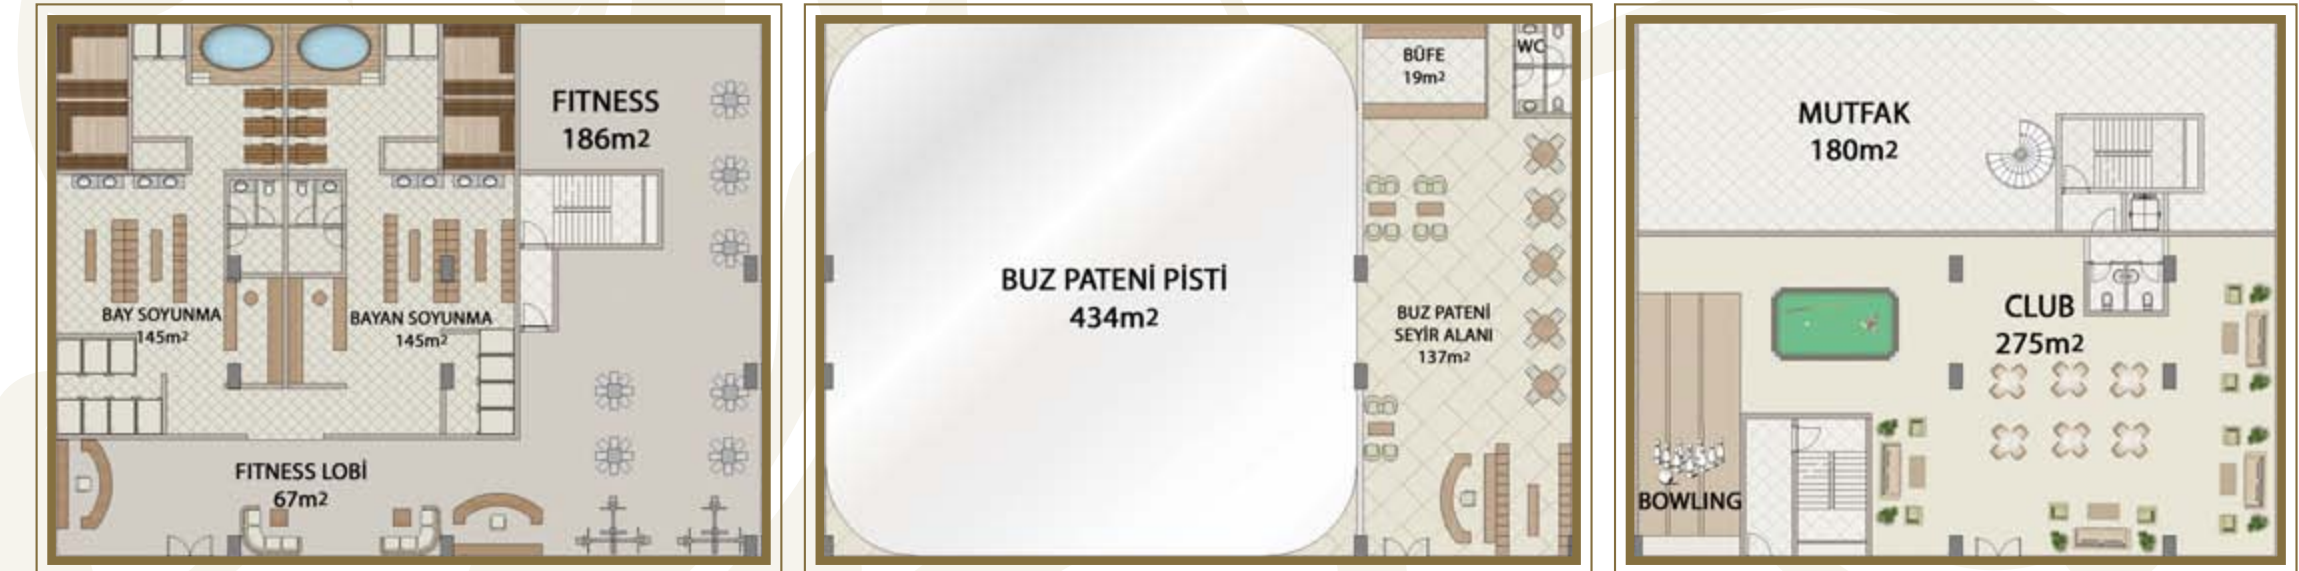 FITNESS
186m2
BAY SOYUNMA
145m2
BAYAN SOYUNMA
145m2
FITNESS LOBİ
67m2
BUZ PATENİ PİSTİ
434m2
BÜFE
19m2
WC
BUZ PATENİ
SEYİR ALANI
137m2
MUTFAK
180m2
CLUB
275m2
BOWLING